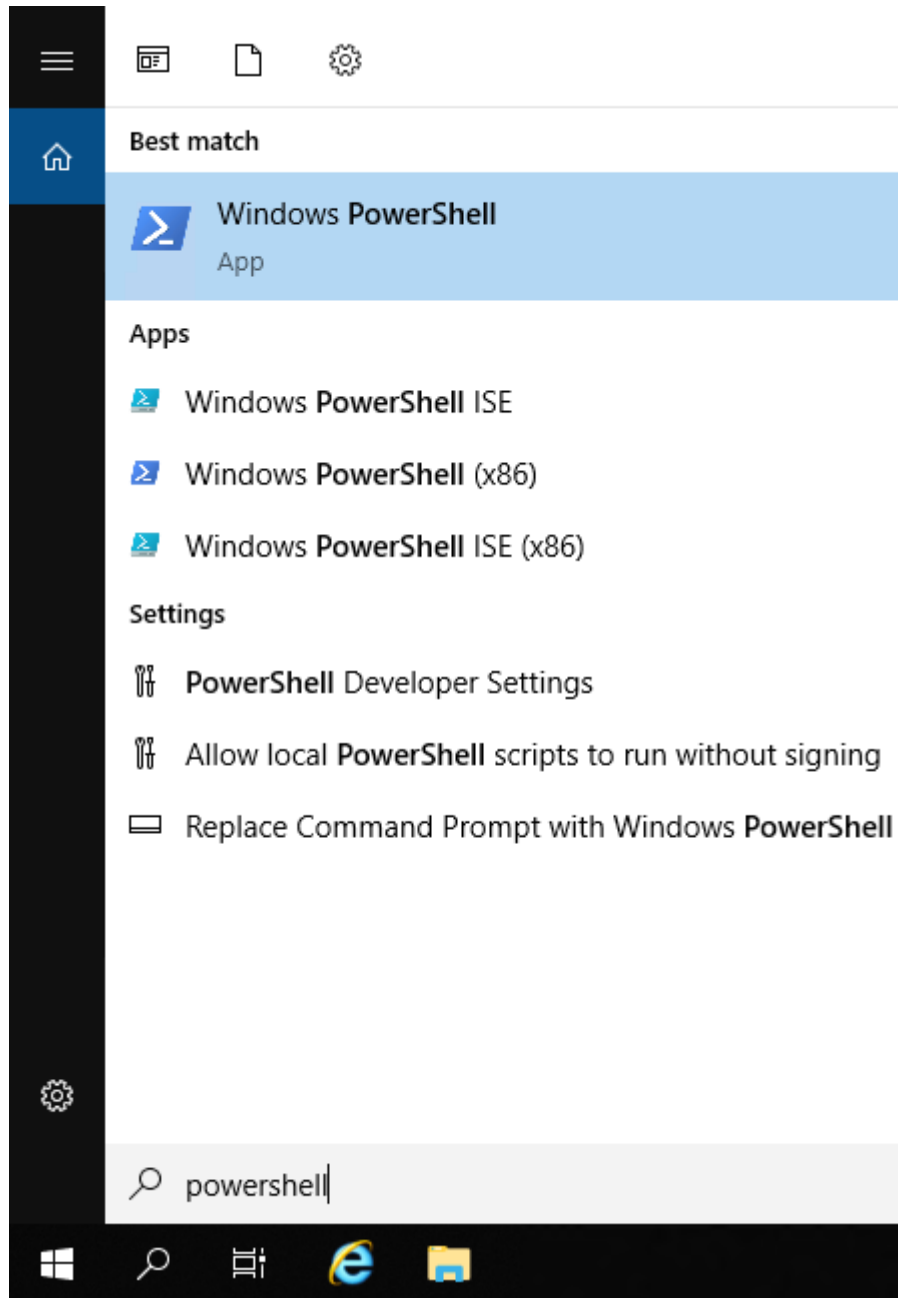 Best match
Windows PowerShell
App
Apps
Windows PowerShell ISE
Windows PowerShell (x86)
Windows PowerShell ISE (x86)
Settings
PowerShell Developer Settings
Allow local PowerShell scripts to run without signing
Replace Command Prompt with Windows PowerShell
powershell